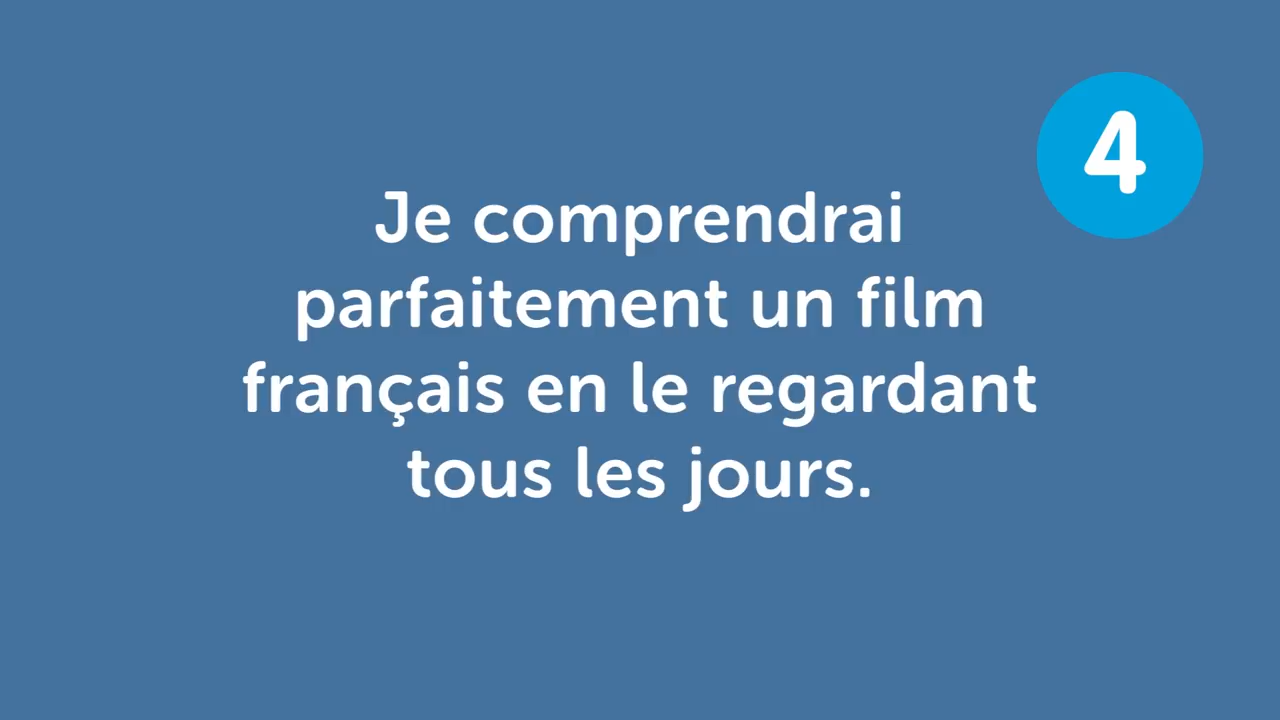 4
Je comprendrai
parfaitement un film
français en le regardant
tous les jours.